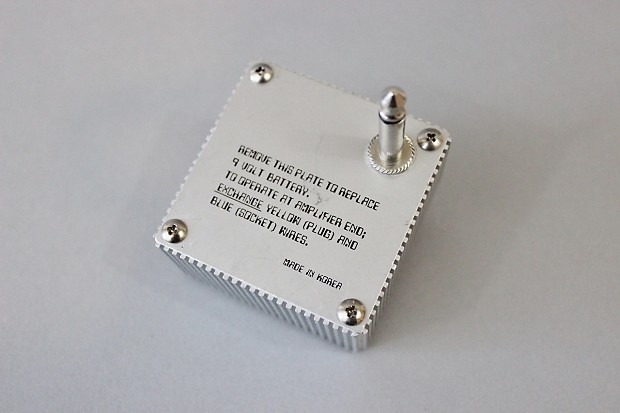 REMOVE THIS PLATE TO REPLACE
9 VOLT BATTERY.
TO OPERATE AT AMPLIFIER END;
EXCHANGE YELLOW (PLUG) AND
BLUE (SOCKET) WIRES.
MADE IN KOREA